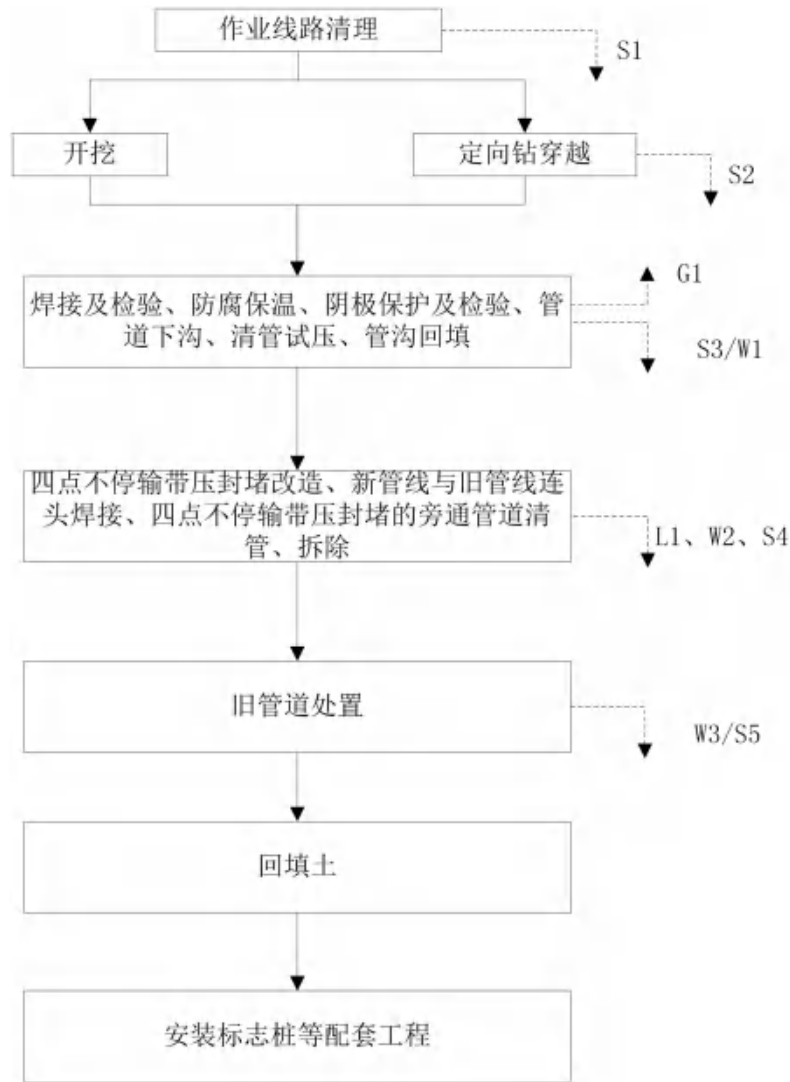 作业线路清理
S1
开挖
定向钻穿越
S2
焊接及检验、防腐保温、阴极保护及检验、管
道下沟、清管试压、管沟回填
G1
S3/W1
四点不停输带压封堵改造、新管线与旧管线连
头焊接、四点不停输带压封堵的旁通管道清
管、拆除
L1、W2、S4
旧管道处置
W3/S5
回填土
安装标志桩等配套工程